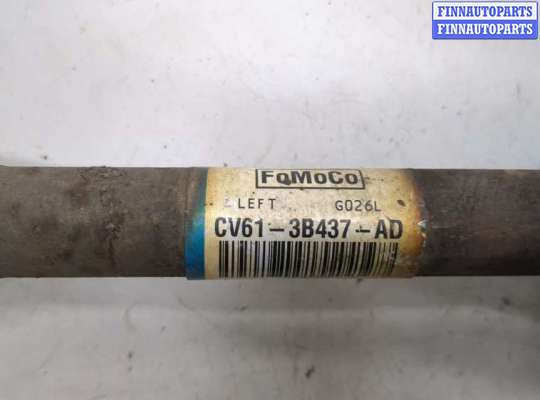 FINNAUTOPARTS
FINNAUTOPARTS
FoMoCo
LEFT G026L
CV61-3B437-AD